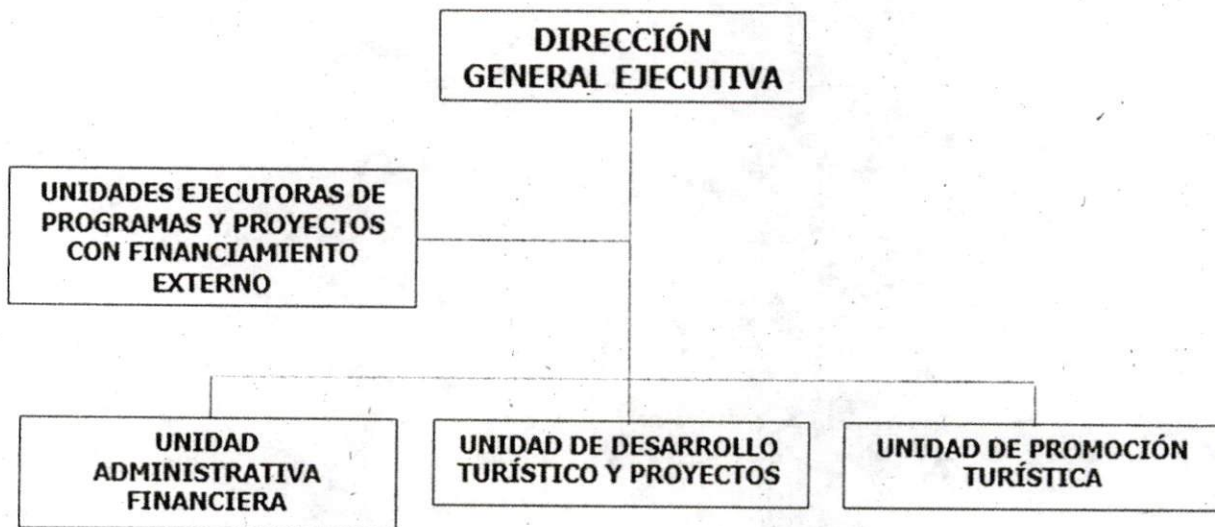 DIRECCIÓN
GENERAL EJECUTIVA
UNIDADES EJECUTORAS DE
PROGRAMAS Y PROYECTOS
CON FINANCIAMIENTO
EXTERNO
UNIDAD
ADMINISTRATIVA
FINANCIERA
UNIDAD DE DESARROLLO
TURÍSTICO Y PROYECTOS
UNIDAD DE PROMOCIÓN
TURÍSTICA